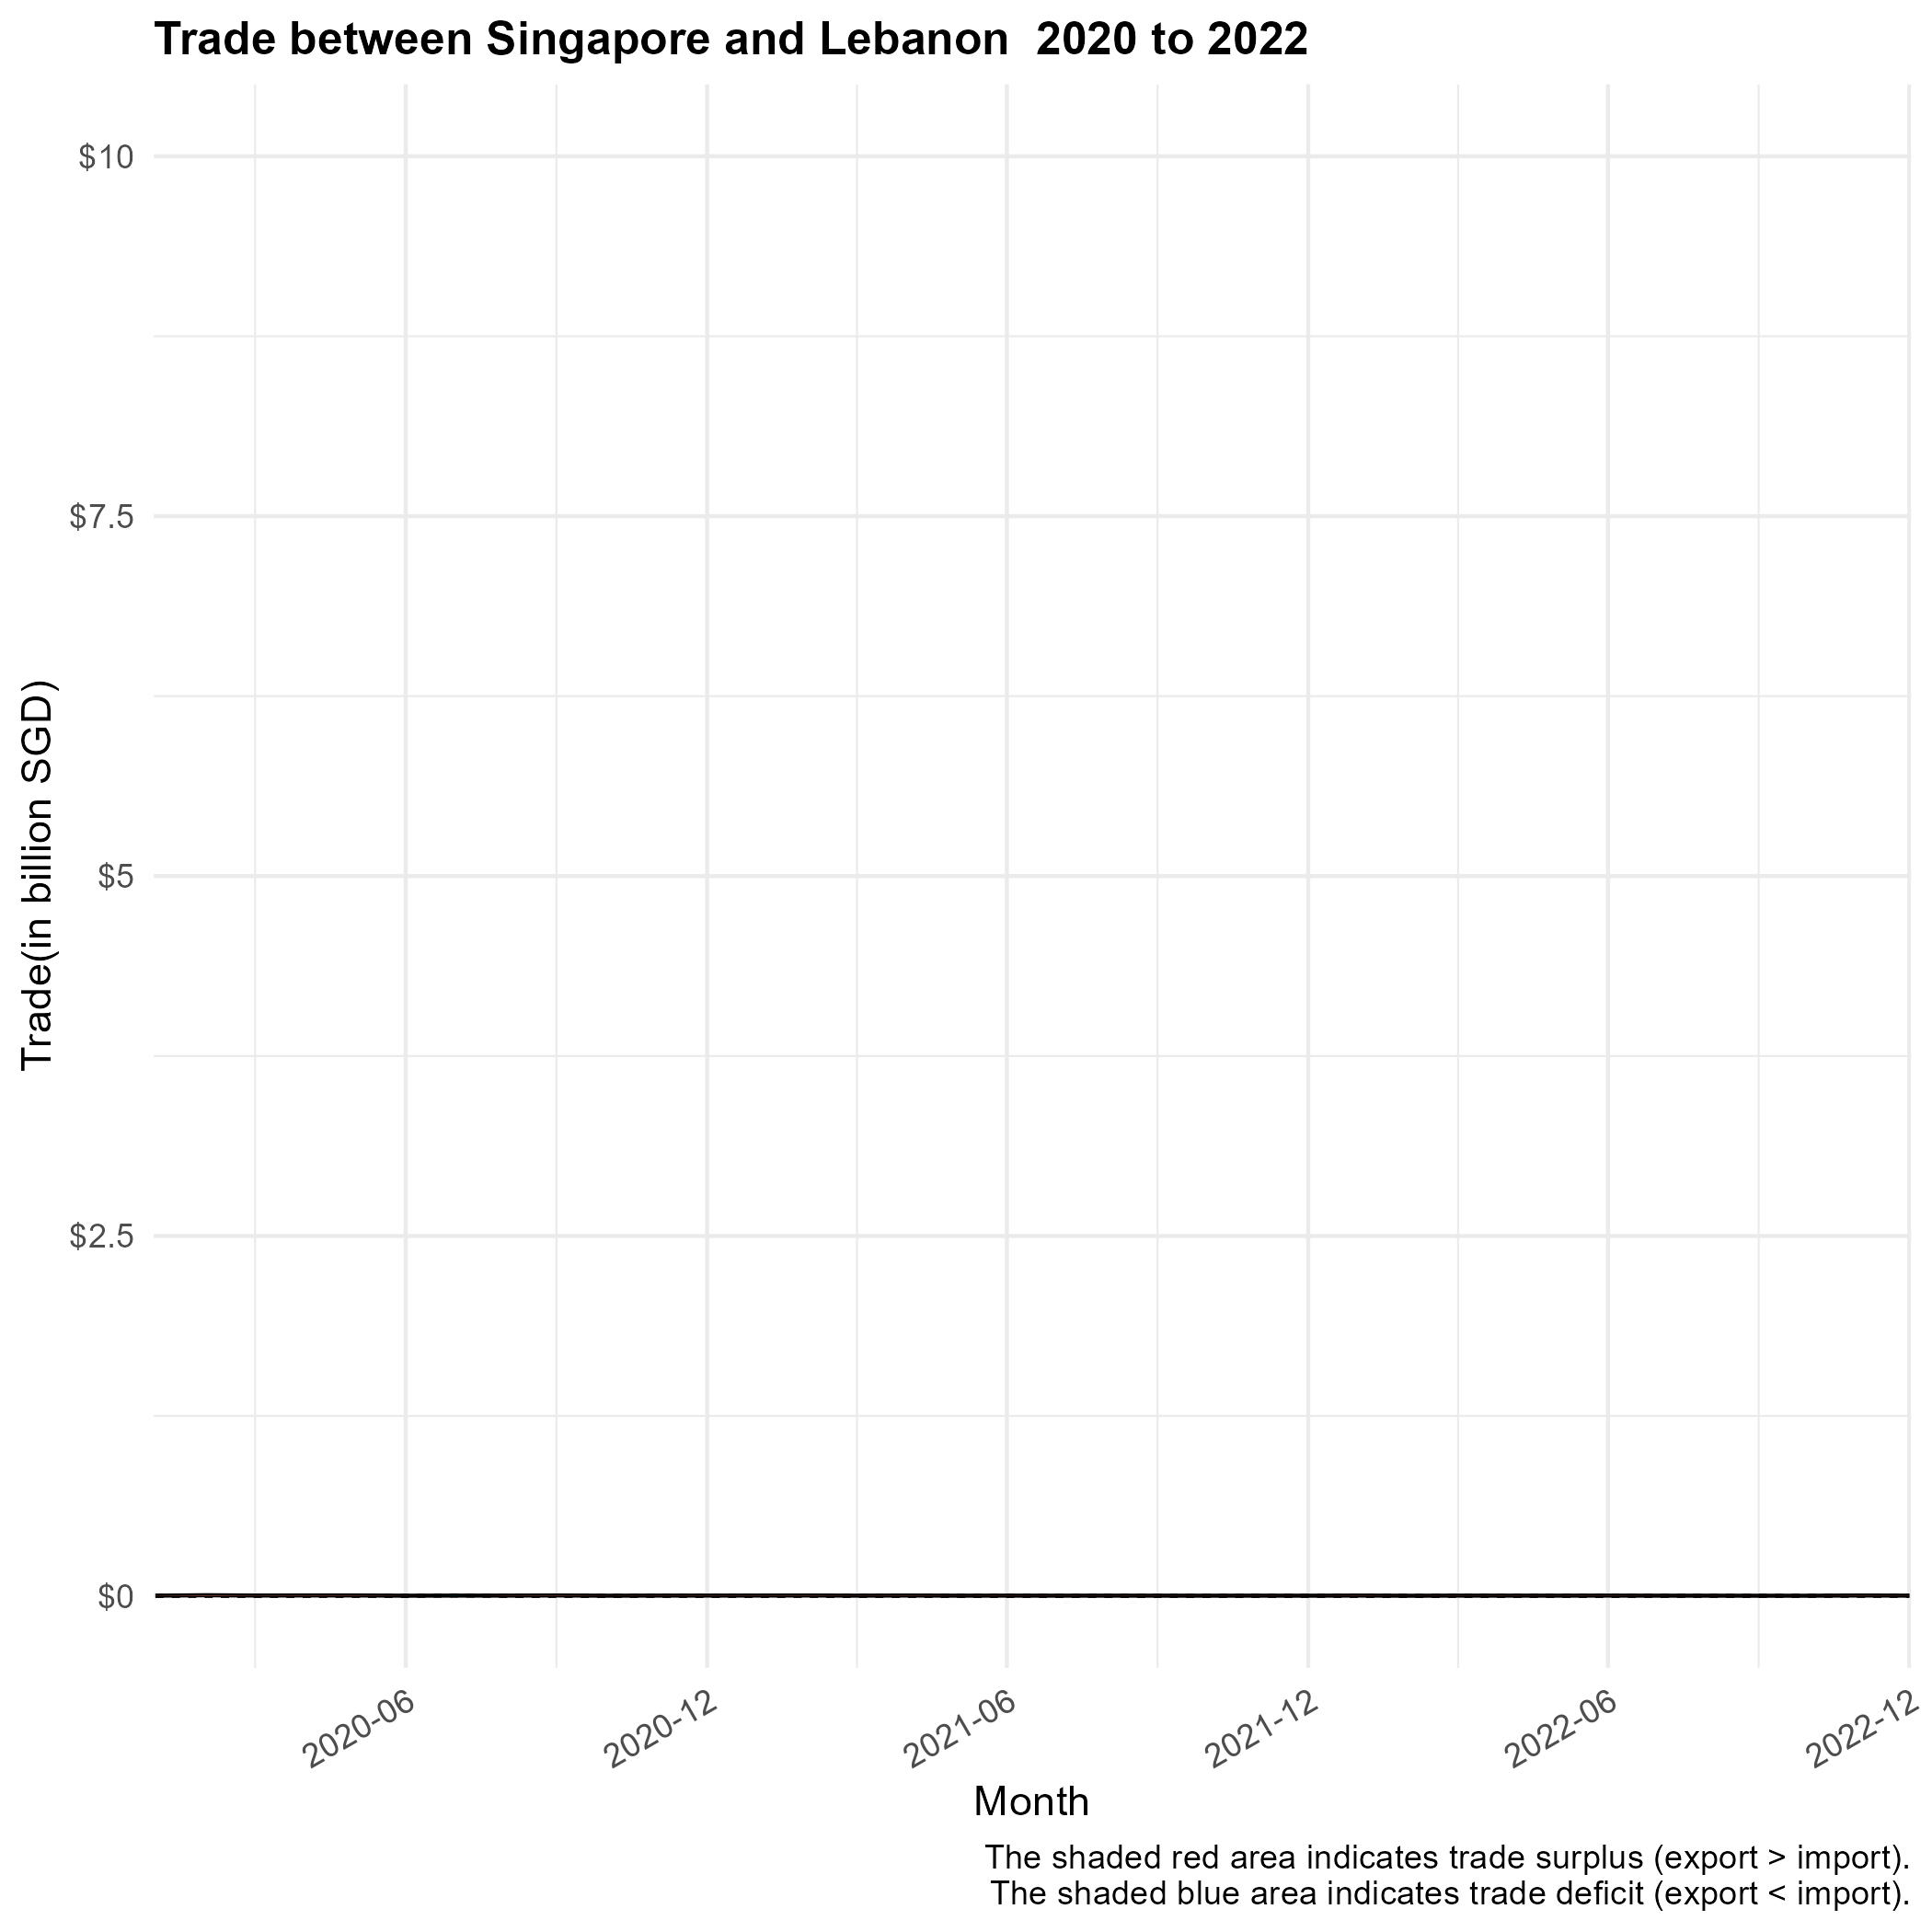 Trade between Singapore and Lebanon  2020 to 2022
$10
$7.5
$5
$2.5
$0
Trade(in billion SGD)
2020-06
2020-12
2021-06
2021-12
2022-06
2022-12
Month
The shaded red area indicates trade surplus (export > import).
The shaded blue area indicates trade deficit (export < import).